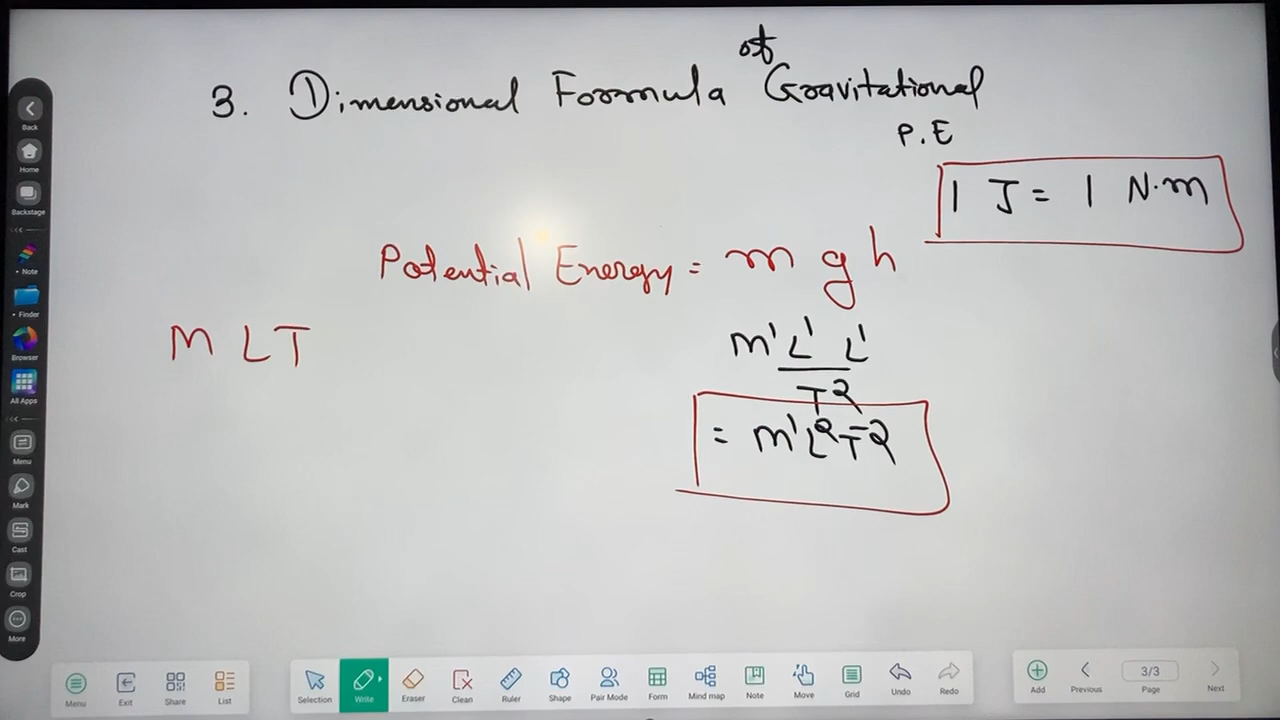 of
3. Dimensional Formula Gravitational
P.E
1 J = 1 N.m
Potential Energy = m g h
M L T
M¹L¹ L¹
T²
= M¹L²T⁻²
Back
Home
Backstage
Note
Finder
Browser
All Apps
Menu
Mark
Cast
Crop
More
Menu Exit Share List Selection Write Eraser Clean Ruler Shape Pair Mode Form Mind map Note Move Grid Undo Redo Add Previous 3/3 Page Next